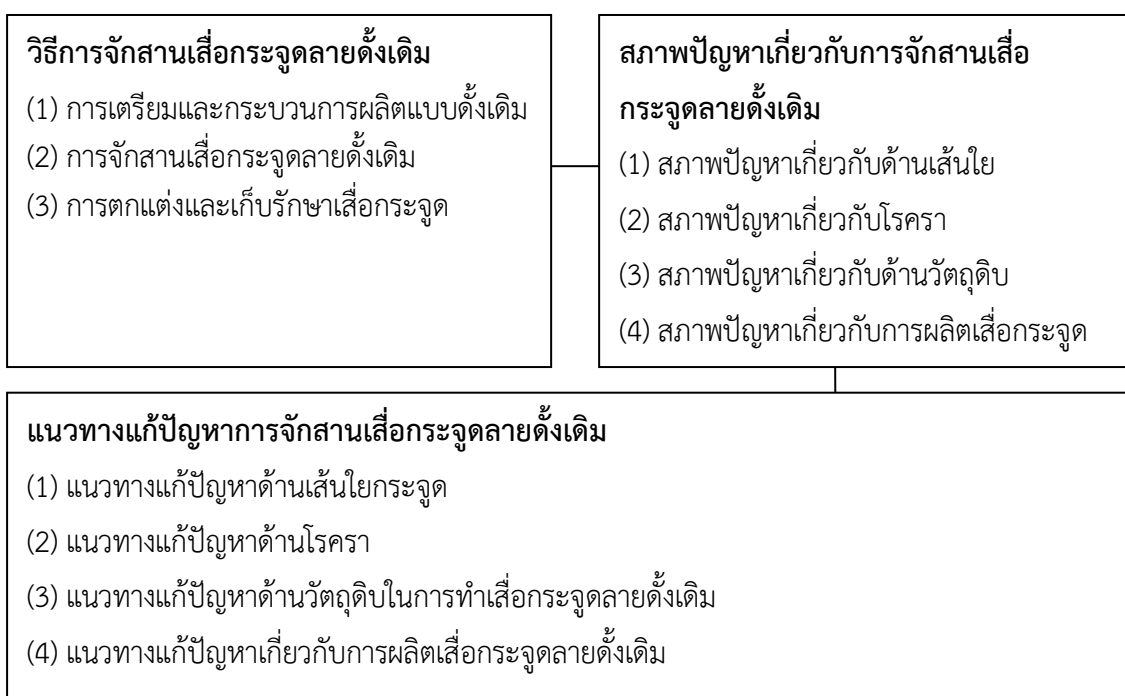 วิธีการจักสานเสื่อกระจูดลายดั้งเดิม
(1) การเตรียมและกระบวนการผลิตแบบดั้งเดิม
(2) การจักสานเสื่อกระจูดลายดั้งเดิม
(3) การตกแต่งและเก็บรักษาเสื่อกระจูด
สภาพปัญหาเกี่ยวกับการจักสานเสื่อ
กระจูดลายดั้งเดิม
(1) สภาพปัญหาเกี่ยวกับด้านเส้นใย
(2) สภาพปัญหาเกี่ยวกับโรครา
(3) สภาพปัญหาเกี่ยวกับด้านวัตถุดิบ
(4) สภาพปัญหาเกี่ยวกับการผลิตเสื่อกระจูด
แนวทางแก้ปัญหาการจักสานเสื่อกระจูดลายดั้งเดิม
(1) แนวทางแก้ปัญหาด้านเส้นใยกระจูด
(2) แนวทางแก้ปัญหาด้านโรครา
(3) แนวทางแก้ปัญหาด้านวัตถุดิบในการทำเสื่อกระจูดลายดั้งเดิม
(4) แนวทางแก้ปัญหาเกี่ยวกับการผลิตเสื่อกระจูดลายดั้งเดิม